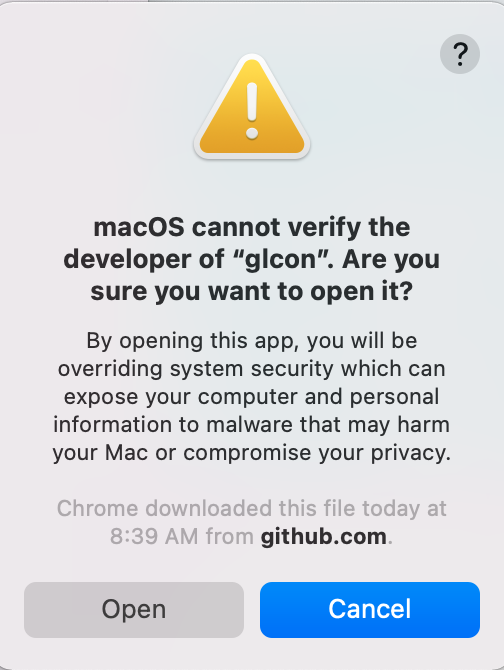 ?
macOS cannot verify the
developer of “glcon”. Are you
sure you want to open it?
By opening this app, you will be
overriding system security which can
expose your computer and personal
information to malware that may harm
your Mac or compromise your privacy.
Chrome downloaded this file today at
8:39 AM from github.com.
Open
Cancel